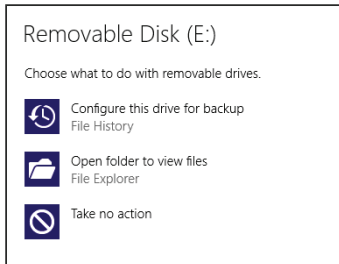 Removable Disk (E:)
Choose what to do with removable drives.
Configure this drive for backup
File History
Open folder to view files
File Explorer
Take no action